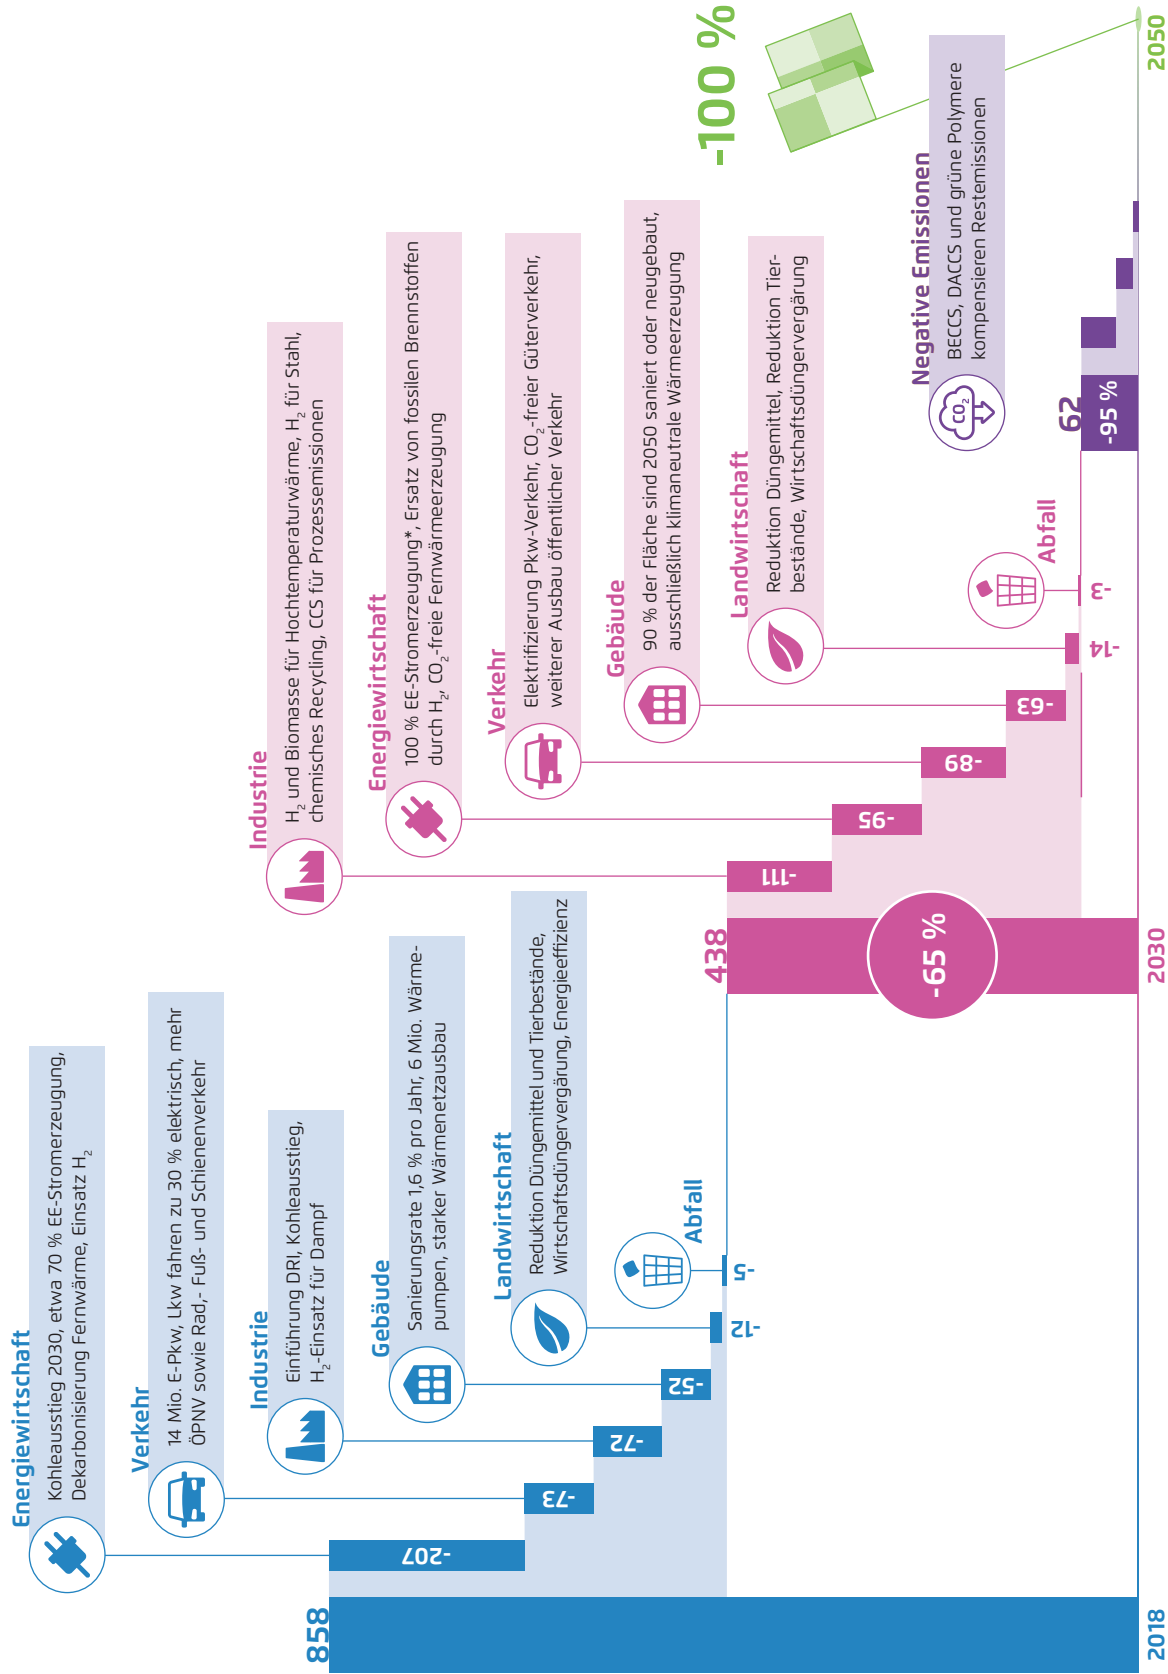 858
2018
-207
Energiewirtschaft
Kohleausstieg 2030, etwa 70 % EE-Stromerzeugung,
Dekarbonisierung Fernwärme, Einsatz H₂
-73
Verkehr
14 Mio. E-Pkw, Lkw fahren zu 30 % elektrisch, mehr
ÖPNV sowie Rad,- Fuß- und Schienenverkehr
-72
Industrie
Einführung DRI, Kohleausstieg,
H₂-Einsatz für Dampf
-52
Gebäude
Sanierungsrate 1,6 % pro Jahr, 6 Mio. Wärme-
pumpen, starker Wärmenetzausbau
-12
Landwirtschaft
Reduktion Düngemittel und Tierbestände,
Wirtschaftsdüngervergärung, Energieeffizienz
-5
Abfall
438
-65 %
2030
-111
Industrie
H₂ und Biomasse für Hochtemperaturwärme, H₂ für Stahl,
chemisches Recycling, CCS für Prozessemissionen
-95
Energiewirtschaft
100 % EE-Stromerzeugung*, Ersatz von fossilen Brennstoffen
durch H₂, CO₂-freie Fernwärmeerzeugung
-89
Verkehr
Elektrifizierung Pkw-Verkehr, CO₂-freier Güterverkehr,
weiterer Ausbau öffentlicher Verkehr
-63
Gebäude
90 % der Fläche sind 2050 saniert oder neugebaut,
ausschließlich klimaneutrale Wärmeerzeugung
-14
Landwirtschaft
Reduktion Düngemittel, Reduktion Tier-
bestände, Wirtschaftsdüngervergärung
-3
Abfall
62
-95 %
CO₂
Negative Emissionen
BECCS, DACCS und grüne Polymere
kompensieren Restemissionen
-100 %
2050